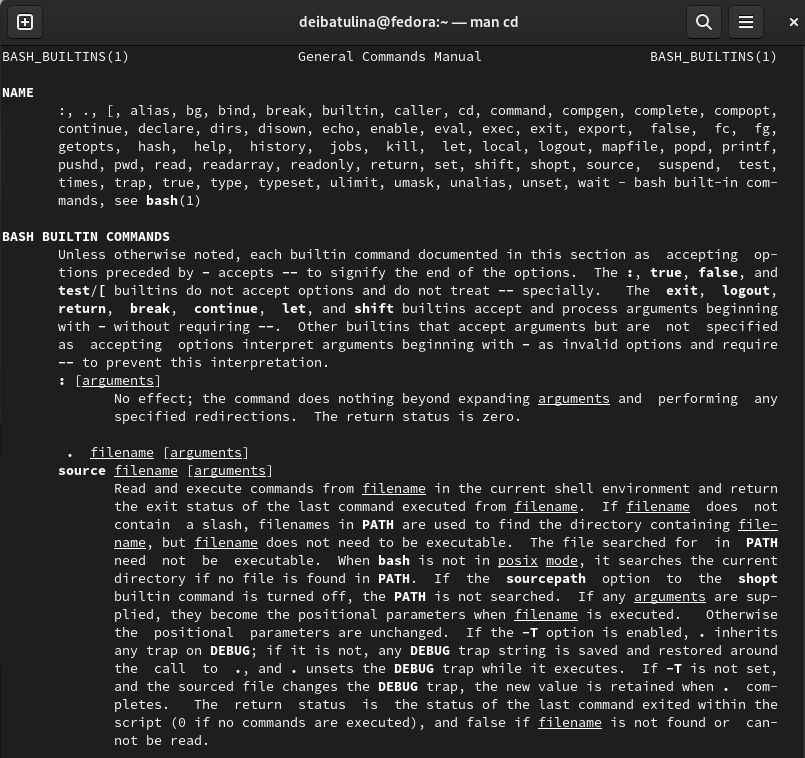 deibatulina@fedora:~ — man cd
BASH_BUILTINS(1) General Commands Manual BASH_BUILTINS(1)
NAME
:, ., [, alias, bg, bind, break, builtin, caller, cd, command, compgen, complete, compopt,
continue, declare, dirs, disown, echo, enable, eval, exec, exit, export, false, fc, fg,
getopts, hash, help, history, jobs, kill, let, local, logout, mapfile, popd, printf,
pushd, pwd, read, readarray, readonly, return, set, shift, shopt, source, suspend, test,
times, trap, true, type, typeset, ulimit, umask, unalias, unset, wait - bash built-in com-
mands, see bash(1)
BASH BUILTIN COMMANDS
Unless otherwise noted, each builtin command documented in this section as accepting op-
tions preceded by - accepts -- to signify the end of the options. The :, true, false, and
test/[ builtins do not accept options and do not treat -- specially. The exit, logout,
return, break, continue, let, and shift builtins accept and process arguments beginning
with - without requiring --. Other builtins that accept arguments but are not specified
as accepting options interpret arguments beginning with - as invalid options and require
-- to prevent this interpretation.
: [arguments]
No effect; the command does nothing beyond expanding arguments and performing any
specified redirections. The return status is zero.
. filename [arguments]
source filename [arguments]
Read and execute commands from filename in the current shell environment and return
the exit status of the last command executed from filename. If filename does not
contain a slash, filenames in PATH are used to find the directory containing file-
name, but filename does not need to be executable. The file searched for in PATH
need not be executable. When bash is not in posix mode, it searches the current
directory if no file is found in PATH. If the sourcepath option to the shopt
builtin command is turned off, the PATH is not searched. If any arguments are sup-
plied, they become the positional parameters when filename is executed. Otherwise
the positional parameters are unchanged. If the -T option is enabled, . inherits
any trap on DEBUG; if it is not, any DEBUG trap string is saved and restored around
the call to ., and . unsets the DEBUG trap while it executes. If -T is not set,
and the sourced file changes the DEBUG trap, the new value is retained when . com-
pletes. The return status is the status of the last command exited within the
script (0 if no commands are executed), and false if filename is not found or can-
not be read.